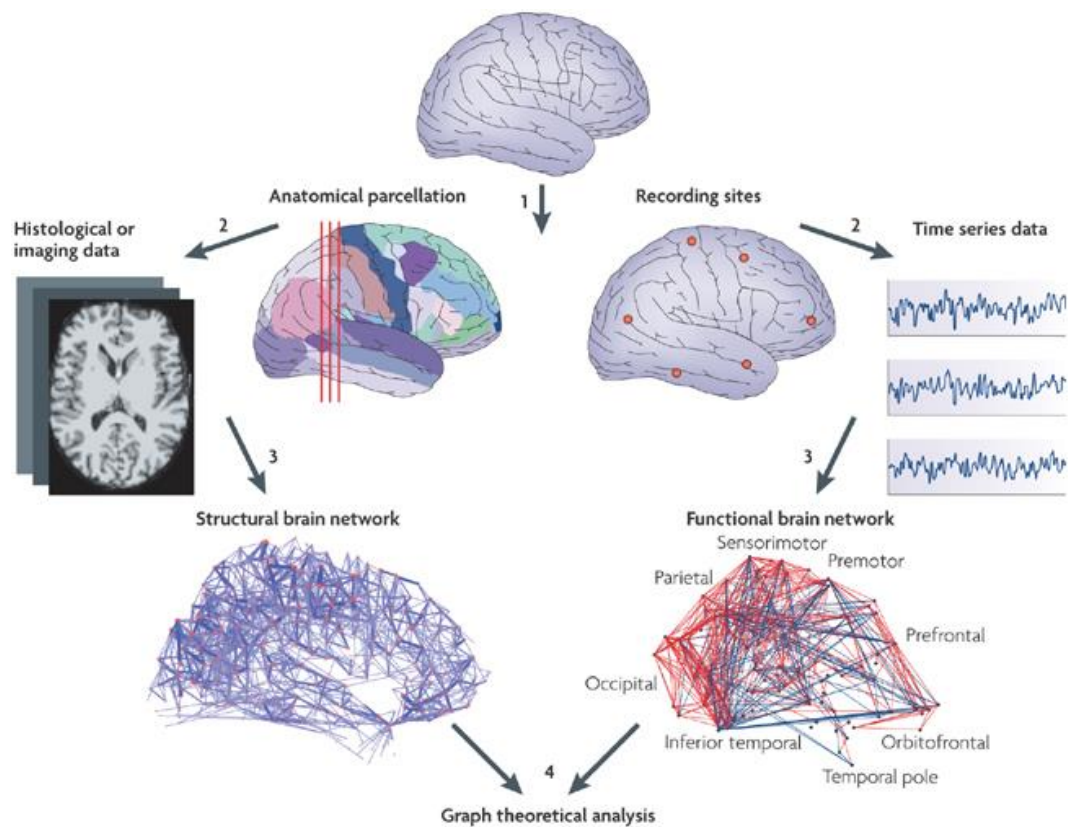 Anatomical parcellation
1
Recording sites
2
2
Histological or
imaging data
Time series data
3
3
Structural brain network
Functional brain network
Sensorimotor
Premotor
Parietal
Prefrontal
Occipital
Inferior temporal
Orbitofrontal
Temporal pole
4
Graph theoretical analysis